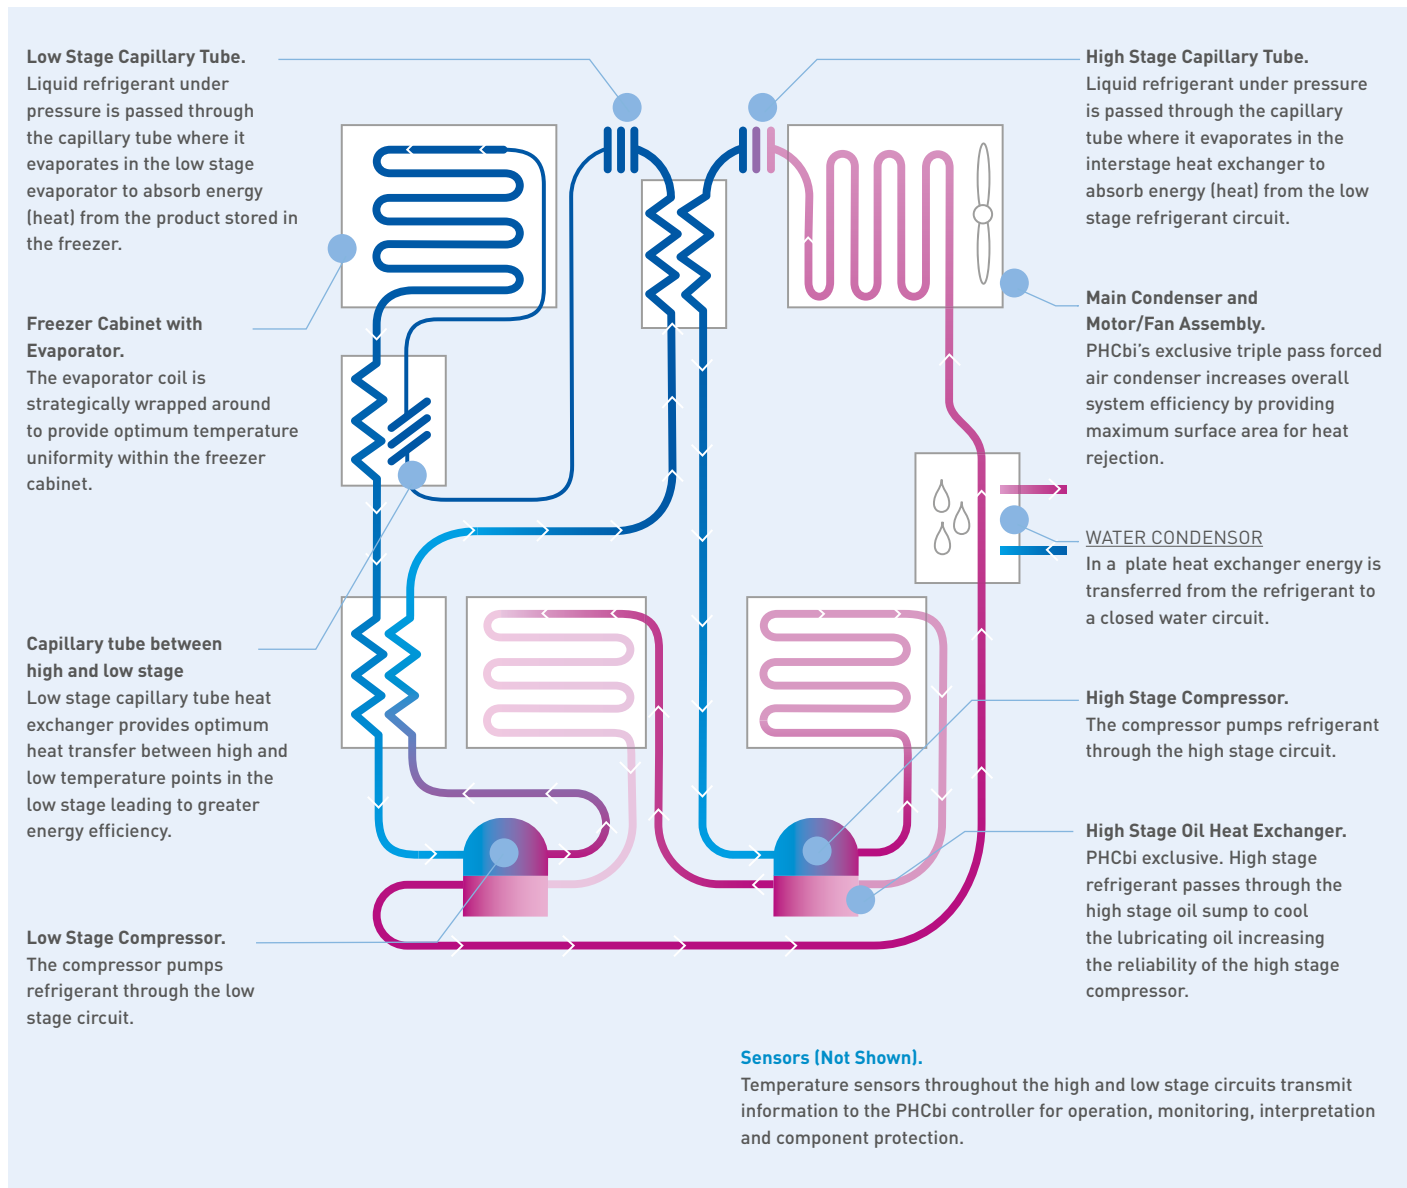 Low Stage Capillary Tube.
Liquid refrigerant under
pressure is passed through
the capillary tube where it
evaporates in the low stage
evaporator to absorb energy
(heat) from the product stored in
the freezer.
Freezer Cabinet with
Evaporator.
The evaporator coil is
strategically wrapped around
to provide optimum temperature
uniformity within the freezer
cabinet.
Capillary tube between
high and low stage
Low stage capillary tube heat
exchanger provides optimum
heat transfer between high and
low temperature points in the
low stage leading to greater
energy efficiency.
Low Stage Compressor.
The compressor pumps
refrigerant through the low
stage circuit.
High Stage Capillary Tube.
Liquid refrigerant under pressure
is passed through the capillary
tube where it evaporates in the
interstage heat exchanger to
absorb energy (heat) from the low
stage refrigerant circuit.
Main Condenser and
Motor/Fan Assembly.
PHCbi’s exclusive triple pass forced
air condenser increases overall
system efficiency by providing
maximum surface area for heat
rejection.
WATER CONDENSOR
In a  plate heat exchanger energy is
transferred from the refrigerant to
a closed water circuit.
High Stage Compressor.
The compressor pumps refrigerant
through the high stage circuit.
High Stage Oil Heat Exchanger.
PHCbi exclusive. High stage
refrigerant passes through the
high stage oil sump to cool
the lubricating oil increasing
the reliability of the high stage
compressor.
Sensors (Not Shown).
Temperature sensors throughout the high and low stage circuits transmit
information to the PHCbi controller for operation, monitoring, interpretation
and component protection.